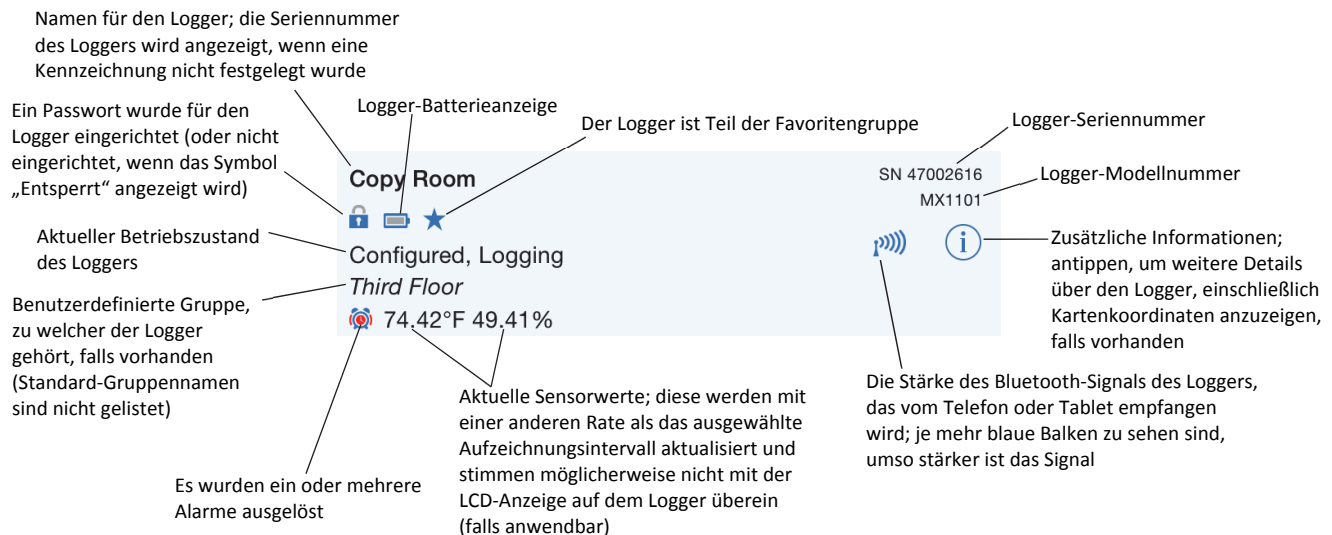 Namen für den Logger; die Seriennummer
des Loggers wird angezeigt, wenn eine
Kennzeichnung nicht festgelegt wurde
Ein Passwort wurde für den
Logger eingerichtet (oder nicht
eingerichtet, wenn das Symbol
„Entsperrt“ angezeigt wird)
Logger-Batterieanzeige
Der Logger ist Teil der Favoritengruppe
Logger-Seriennummer
Logger-Modellnummer
Copy Room
SN 47002616
MX1101
Aktueller Betriebszustand
des Loggers
Configured, Logging
Third Floor
74.42°F 49.41%
i
Zusätzliche Informationen;
antippen, um weitere Details
über den Logger, einschließlich
Kartenkoordinaten anzuzeigen,
falls vorhanden
Benutzerdefinierte Gruppe,
zu welcher der Logger
gehört, falls vorhanden
(Standard-Gruppennamen
sind nicht gelistet)
Aktuelle Sensorwerte; diese werden mit
einer anderen Rate als das ausgewählte
Aufzeichnungsintervall aktualisiert und
stimmen möglicherweise nicht mit der
LCD-Anzeige auf dem Logger überein
(falls anwendbar)
Die Stärke des Bluetooth-Signals des Loggers,
das vom Telefon oder Tablet empfangen
wird; je mehr blaue Balken zu sehen sind,
umso stärker ist das Signal
Es wurden ein oder mehrere
Alarme ausgelöst